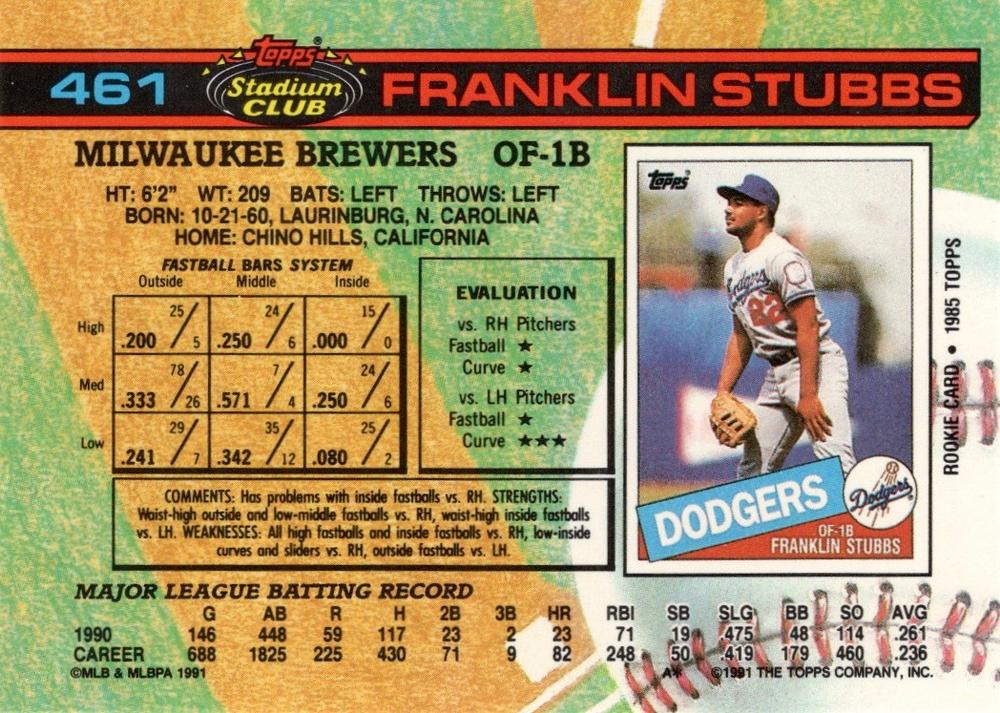 461 Topps® Stadium CLUB FRANKLIN STUBBS
MILWAUKEE BREWERS OF-1B
HT: 6'2" WT: 209 BATS: LEFT THROWS: LEFT
BORN: 10-21-60, LAURINBURG, N. CAROLINA
HOME: CHINO HILLS, CALIFORNIA
FASTBALL BARS SYSTEM
Outside Middle Inside
High .200 25/5 .250 24/6 .000 15/0
Med .333 78/26 .571 7/4 .250 24/6
Low .241 29/7 .342 35/12 .080 25/2
EVALUATION
vs. RH Pitchers
Fastball ★
Curve ★
vs. LH Pitchers
Fastball ★
Curve ★★★
COMMENTS: Has problems with inside fastballs vs. RH. STRENGTHS:
Waist-high outside and low-middle fastballs vs. RH, waist-high inside fastballs
vs. LH. WEAKNESSES: All high fastballs and inside fastballs vs. RH, low-inside
curves and sliders vs. RH, outside fastballs vs. LH.
Topps
Dodgers
22
DODGERS
Dodgers
OF-1B
FRANKLIN STUBBS
ROOKIE CARD • 1985 TOPPS
MAJOR LEAGUE BATTING RECORD
G AB R H 2B 3B HR RBI SB SLG BB SO AVG
1990 146 448 59 117 23 2 23 71 19 .475 48 114 .261
CAREER 688 1825 225 430 71 9 82 248 50 .419 179 460 .236
©MLB & MLBPA 1991 A* ©1991 THE TOPPS COMPANY, INC.